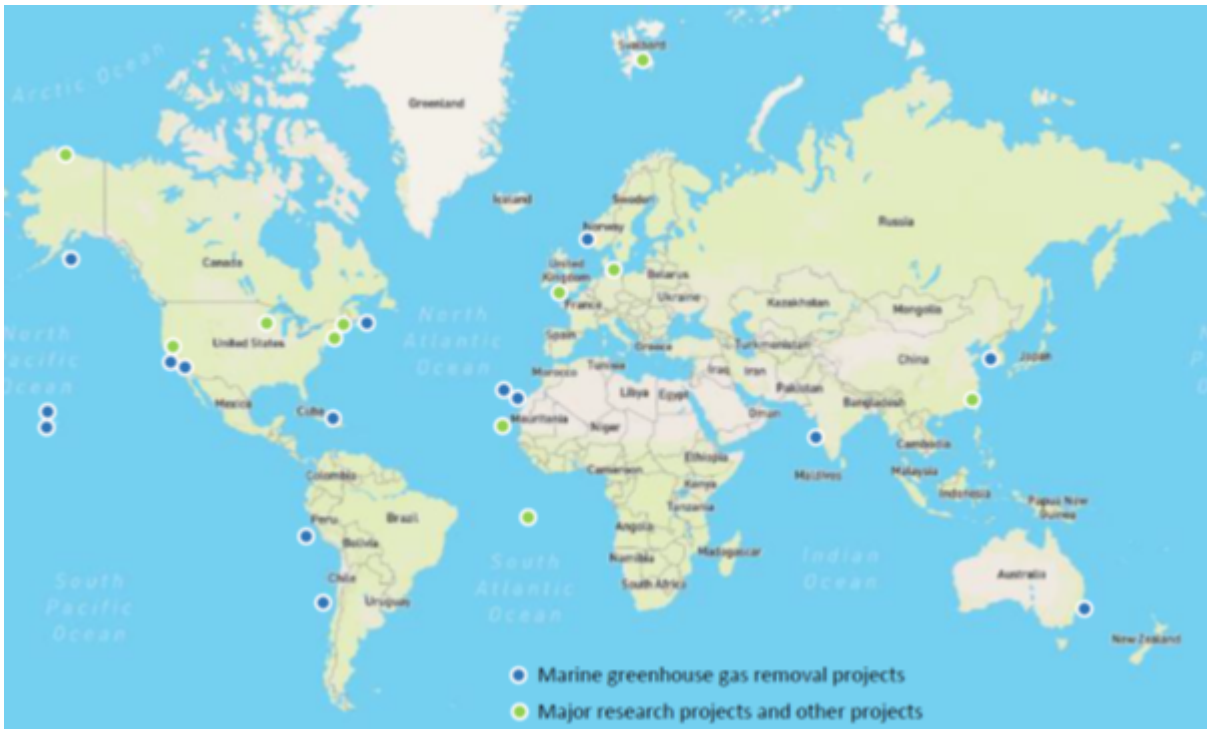 Arctic Ocean
Svalbard
Greenland
Iceland
Sweden
Norway
Russia
Canada
United
Kingdom
Belarus
Ukraine
France
Kazakhstan
Mongolia
North
Pacific
Ocean
North
Atlantic
Ocean
United States
Spain
Greece
Turkmenistan
China
Japan
Morocco
Tunisia
Iraq
Iran
Pakistan
Libya
Egypt
Mexico
Cuba
Mauritania
Niger
Oman
Bangladesh
Cambodia
Ethiopia
Maldives
Malaysia
Colombia
Cameroon
Kenya
Indonesia
Papua New
Guinea
Tanzania
Peru
Brazil
Angola
Bolivia
Namibia
Madagascar
Indian
Ocean
South
Pacific
Ocean
South
Atlantic
Ocean
Chile
South Africa
Australia
Uruguay
New Zealand
Marine greenhouse gas removal projects
Major research projects and other projects